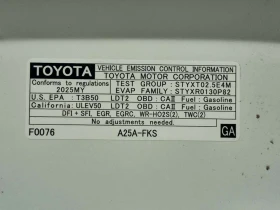 TOYOTA VEHICLE EMISSION CONTROL INFORMATION
TOYOTA MOTOR CORPORATION
Conforms to regulations TEST GROUP : STYXT02.5E4M
2025MY EVAP FAMILY : STYXR0130P82
U.S. EPA : T3B50 LDT2 OBD : CAⅡ Fuel : Gasoline
California: ULEV50 LDT2 OBD : CAⅡ Fuel : Gasoline
DFI + SFI, EGR, EGRC, WR-HO2S(2), TWC(2)
No adjustments needed.
F0076 A25A-FKS GA